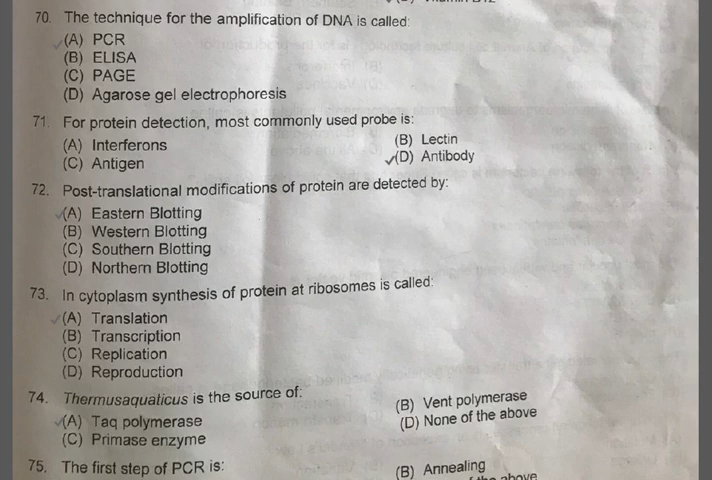 70. The technique for the amplification of DNA is called:
(A) PCR
(B) ELISA
(C) PAGE
(D) Agarose gel electrophoresis
71. For protein detection, most commonly used probe is:
(A) Interferons (B) Lectin
(C) Antigen (D) Antibody
72. Post-translational modifications of protein are detected by:
(A) Eastern Blotting
(B) Western Blotting
(C) Southern Blotting
(D) Northern Blotting
73. In cytoplasm synthesis of protein at ribosomes is called:
(A) Translation
(B) Transcription
(C) Replication
(D) Reproduction
74. Thermusaqualicus is the source of:
(A) Taq polymerase (B) Vent polymerase
(C) Primase enzyme (D) None of the above
75. The first step of PCR is:
(B) Annealing
the above